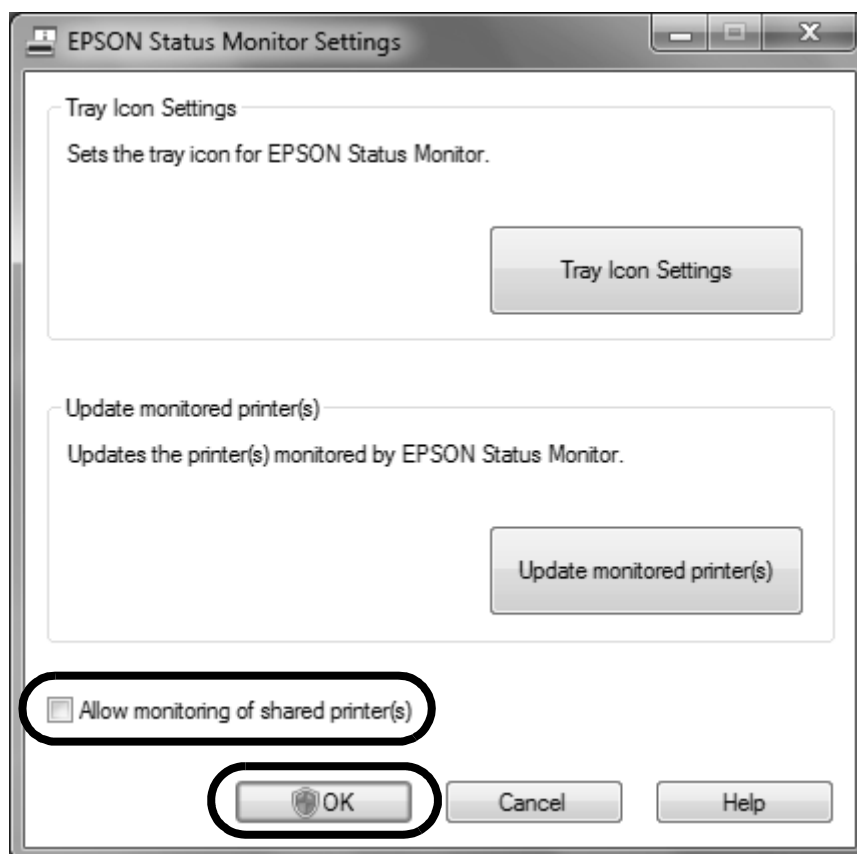 EPSON Status Monitor Settings
Tray Icon Settings
Sets the tray icon for EPSON Status Monitor.
Tray Icon Settings
Update monitored printer(s)
Updates the printer(s) monitored by EPSON Status Monitor.
Update monitored printer(s)
Allow monitoring of shared printer(s)
OK Cancel Help